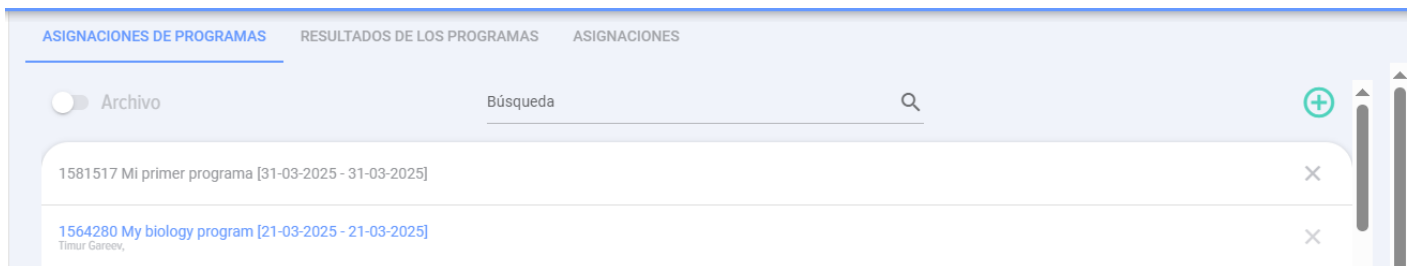 ASIGNACIONES DE PROGRAMAS RESULTADOS DE LOS PROGRAMAS ASIGNACIONES
Archivo Búsqueda
1581517 Mi primer programa [31-03-2025 - 31-03-2025]
1564280 My biology program [21-03-2025 - 21-03-2025]
Timur Gareev,